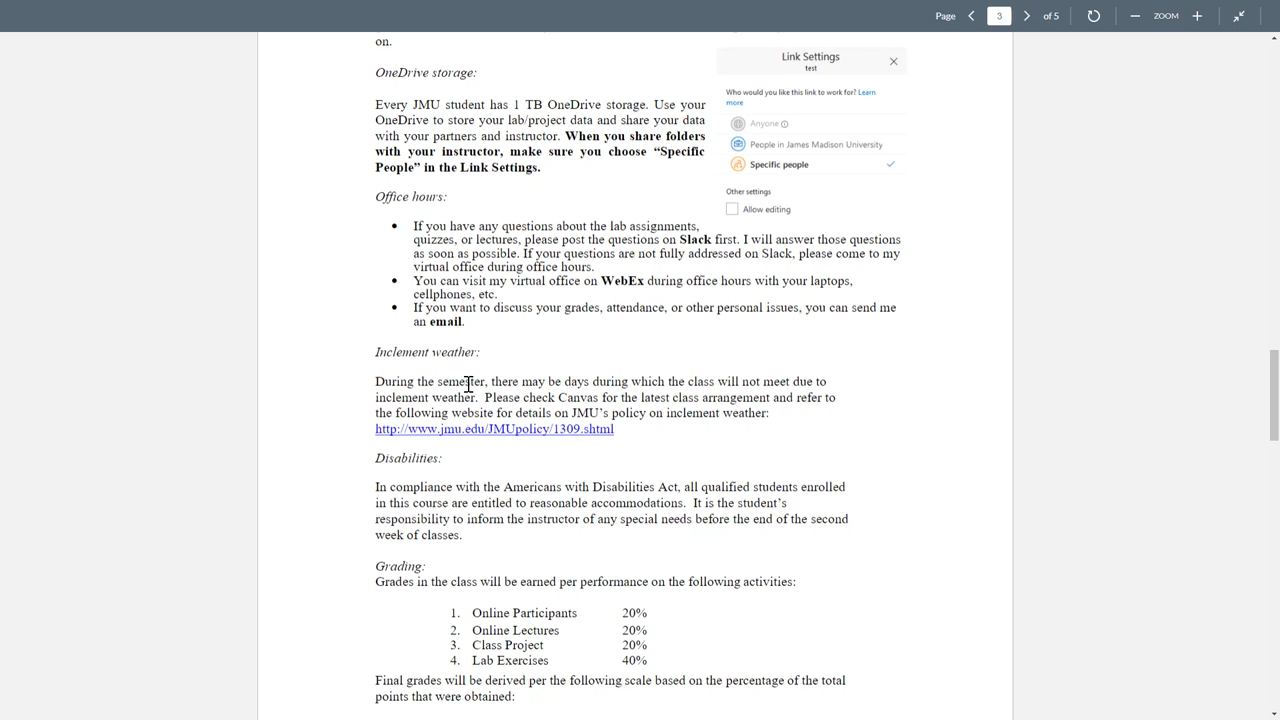 Page 3 of 5 ZOOM
on.
Link Settings
test
OneDrive storage:
Who would you like this link to work for? Learn
more
Every JMU student has 1 TB OneDrive storage. Use your
OneDrive to store your lab/project data and share your data
with your partners and instructor. When you share folders
with your instructor, make sure you choose “Specific
People” in the Link Settings.
Anyone
People in James Madison University
Specific people
Other settings
Allow editing
Office hours:
• If you have any questions about the lab assignments,
quizzes, or lectures, please post the questions on Slack first. I will answer those questions
as soon as possible. If your questions are not fully addressed on Slack, please come to my
virtual office during office hours.
• You can visit my virtual office on WebEx during office hours with your laptops,
cellphones, etc.
• If you want to discuss your grades, attendance, or other personal issues, you can send me
an email.
Inclement weather:
During the semester, there may be days during which the class will not meet due to
inclement weather.  Please check Canvas for the latest class arrangement and refer to
the following website for details on JMU’s policy on inclement weather:
http://www.jmu.edu/JMUpolicy/1309.shtml
Disabilities:
In compliance with the Americans with Disabilities Act, all qualified students enrolled
in this course are entitled to reasonable accommodations.  It is the student’s
responsibility to inform the instructor of any special needs before the end of the second
week of classes.
Grading:
Grades in the class will be earned per performance on the following activities:
1. Online Participants 20%
2. Online Lectures 20%
3. Class Project 20%
4. Lab Exercises 40%
Final grades will be derived per the following scale based on the percentage of the total
points that were obtained: